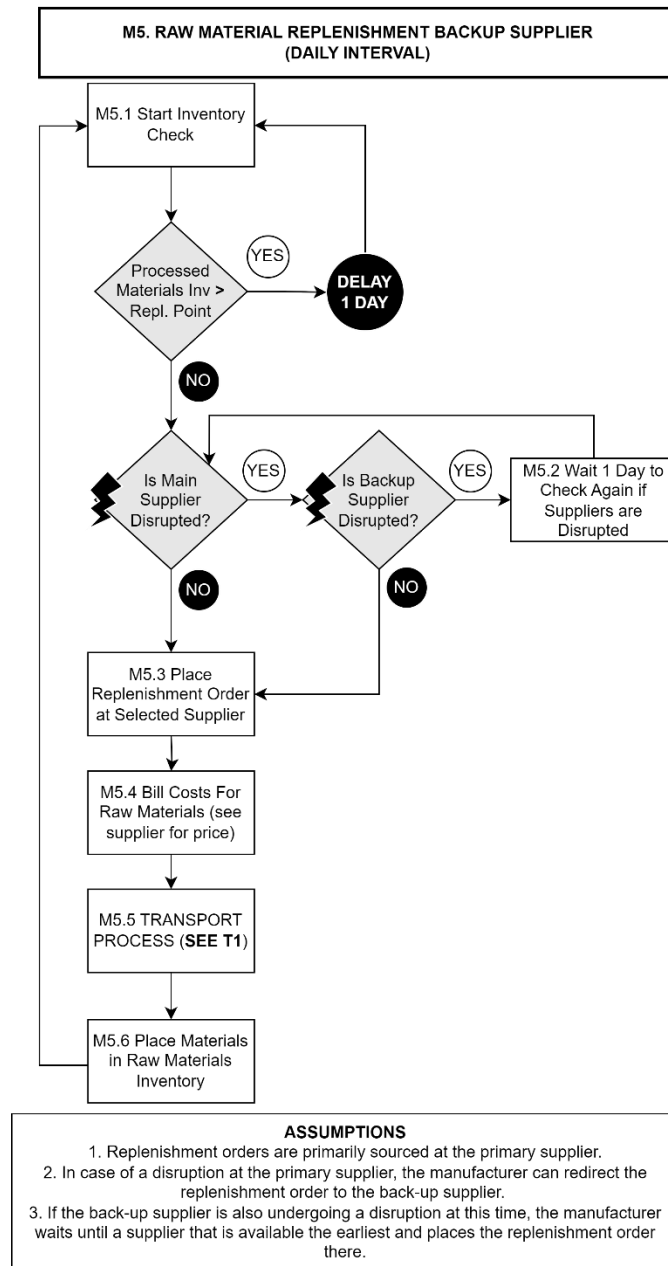 M5. RAW MATERIAL REPLENISHMENT BACKUP SUPPLIER
(DAILY INTERVAL)
M5.1 Start Inventory
Check
Processed
Materials Inv >
Repl. Point
YES
DELAY
1 DAY
NO
Is Main
Supplier
Disrupted?
YES
Is Backup
Supplier
Disrupted?
YES
M5.2 Wait 1 Day to
Check Again if
Suppliers are
Disrupted
NO
NO
M5.3 Place
Replenishment Order
at Selected Supplier
M5.4 Bill Costs For
Raw Materials (see
supplier for price)
M5.5 TRANSPORT
PROCESS (SEE T1)
M5.6 Place Materials
in Raw Materials
Inventory
ASSUMPTIONS
1. Replenishment orders are primarily sourced at the primary supplier.
2. In case of a disruption at the primary supplier, the manufacturer can redirect the
replenishment order to the back-up supplier.
3. If the back-up supplier is also undergoing a disruption at this time, the manufacturer
waits until a supplier that is available the earliest and places the replenishment order
there.